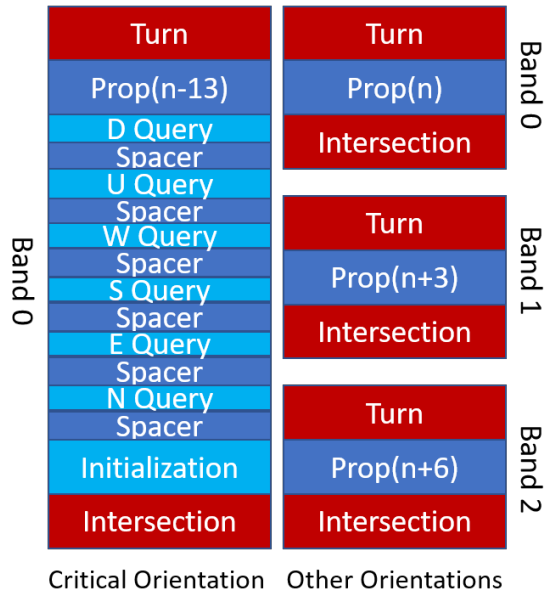 Turn
Prop(n-13)
D Query
Spacer
U Query
Spacer
W Query
Spacer
S Query
Spacer
E Query
Spacer
N Query
Spacer
Initialization
Intersection
Band 0
Critical Orientation
Turn
Prop(n)
Intersection
Band 0
Turn
Prop(n+3)
Intersection
Band 1
Turn
Prop(n+6)
Intersection
Band 2
Other Orientations